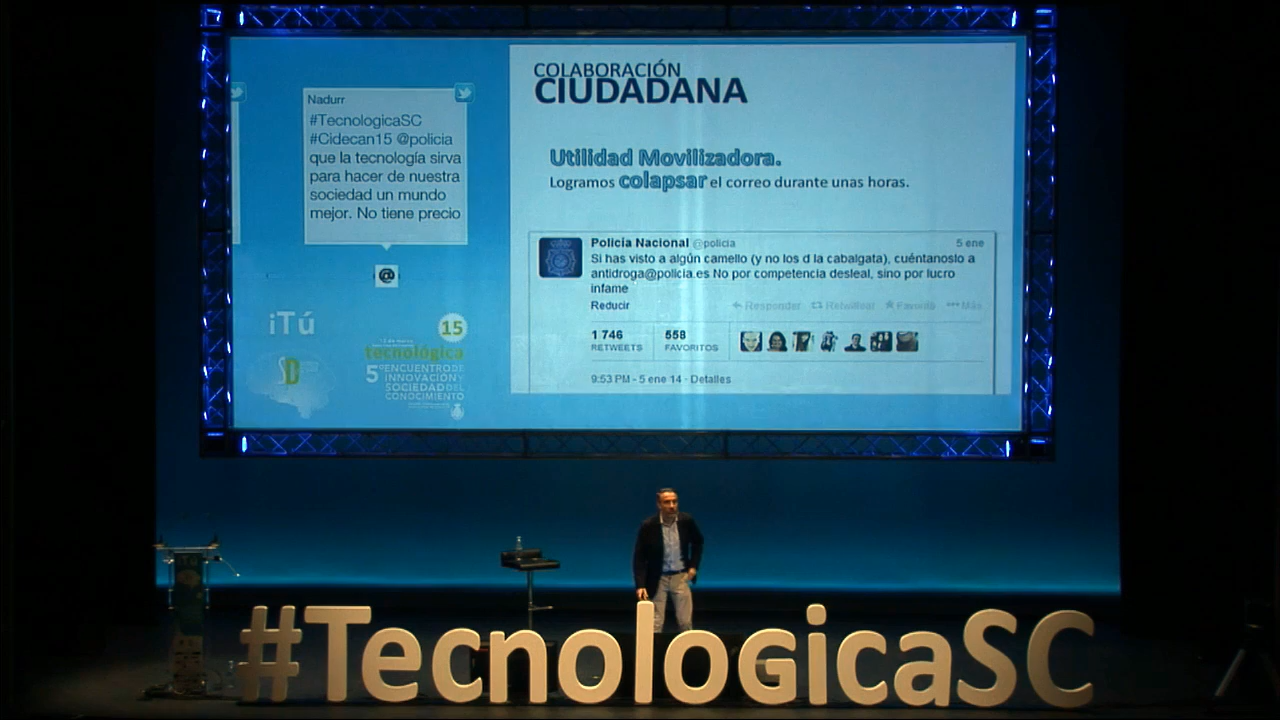 Nadurr
#TecnologicaSC
#Cidecan15 @policia
que la tecnología sirva
para hacer de nuestra
sociedad un mundo
mejor. No tiene precio
@
iTú
15
tecnológica
5º ENCUENTRO DE
INNOVACIÓN Y
SOCIEDAD DEL
CONOCIMIENTO
COLABORACIÓN
CIUDADANA
Utilidad Movilizadora.
Logramos colapsar el correo durante unas horas.
Policía Nacional @policia 5 ene
Si has visto a algún camello (y no los d la cabalgata), cuéntanoslo a
antidroga@policia.es No por competencia desleal, sino por lucro
infame
Reducir Responder Retwittear Favorito Más
1 746 558
RETWEETS FAVORITOS
9:53 PM - 5 ene 14 · Detalles
iTú
#TecnoloGicaSC